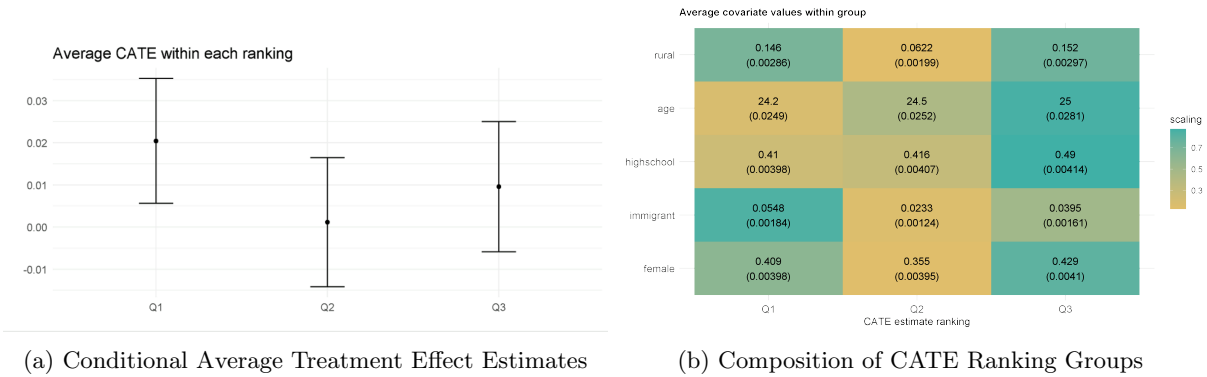 Average CATE within each ranking
0.03
0.02
0.01
0.00
-0.01
Q1 Q2 Q3
(a) Conditional Average Treatment Effect Estimates
Average covariate values within group
rural 0.146 0.0622 0.152
(0.00286) (0.00199) (0.00297)
age 24.2 24.5 25
(0.0249) (0.0252) (0.0281)
highschool 0.41 0.416 0.49
(0.00398) (0.00407) (0.00414)
immigrant 0.0548 0.0233 0.0395
(0.00184) (0.00124) (0.00161)
female 0.409 0.355 0.429
(0.00398) (0.00395) (0.0041)
Q1 Q2 Q3
CATE estimate ranking
scaling
0.7
0.5
0.3
(b) Composition of CATE Ranking Groups